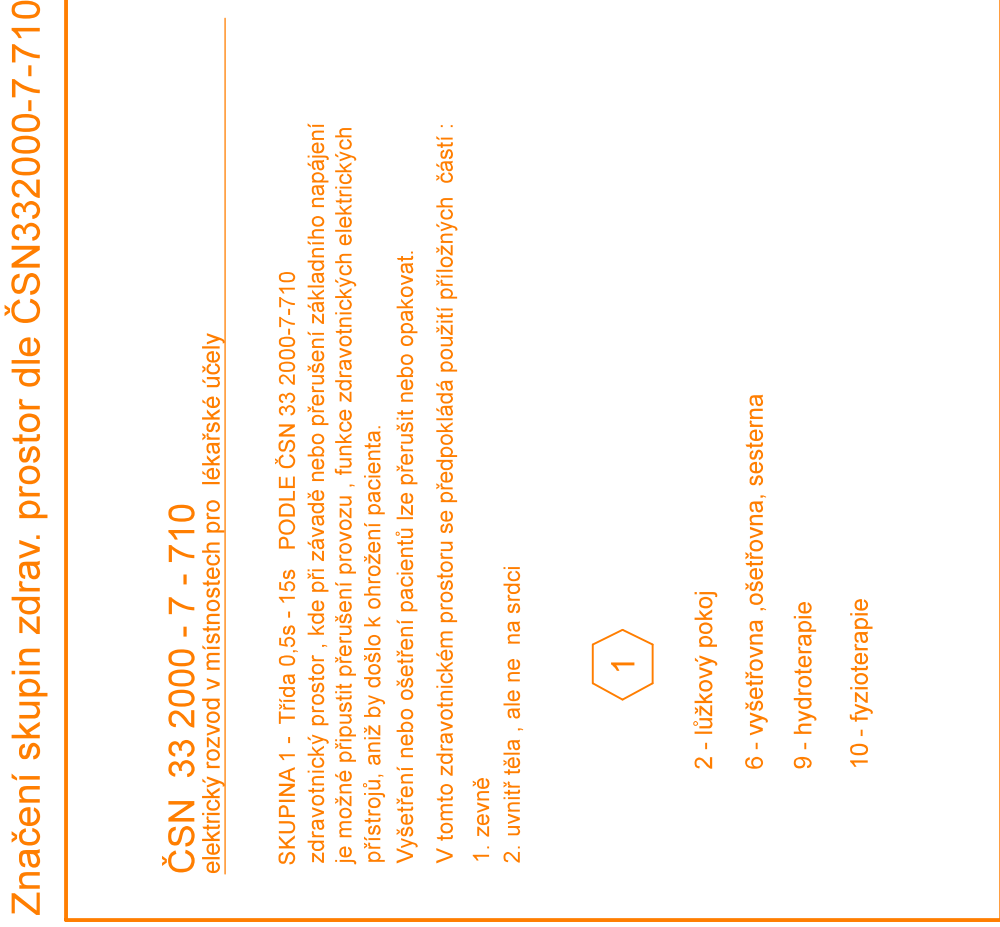 Značení skupin zdrav. prostor dle ČSN332000-7-710
ČSN 33 2000 - 7 - 710
elektrický rozvod v místnostech pro lékařské účely
SKUPINA 1 - Třída 0,5s - 15s PODLE ČSN 33 2000-7-710
zdravotnický prostor , kde při závadě nebo přerušení základního napájení
je možné připustit přerušení provozu , funkce zdravotnických elektrických
přístrojů, aniž by došlo k ohrožení pacienta.
Vyšetření nebo ošetření pacientů lze přerušit nebo opakovat.
V tomto zdravotnickém prostoru se předpokládá použití příložných částí :
1. zevně
2. uvnitř těla , ale ne na srdci
1
2 - lůžkový pokoj
6 - vyšetřovna ,ošetřovna, sesterna
9 - hydroterapie
10 - fyzioterapie